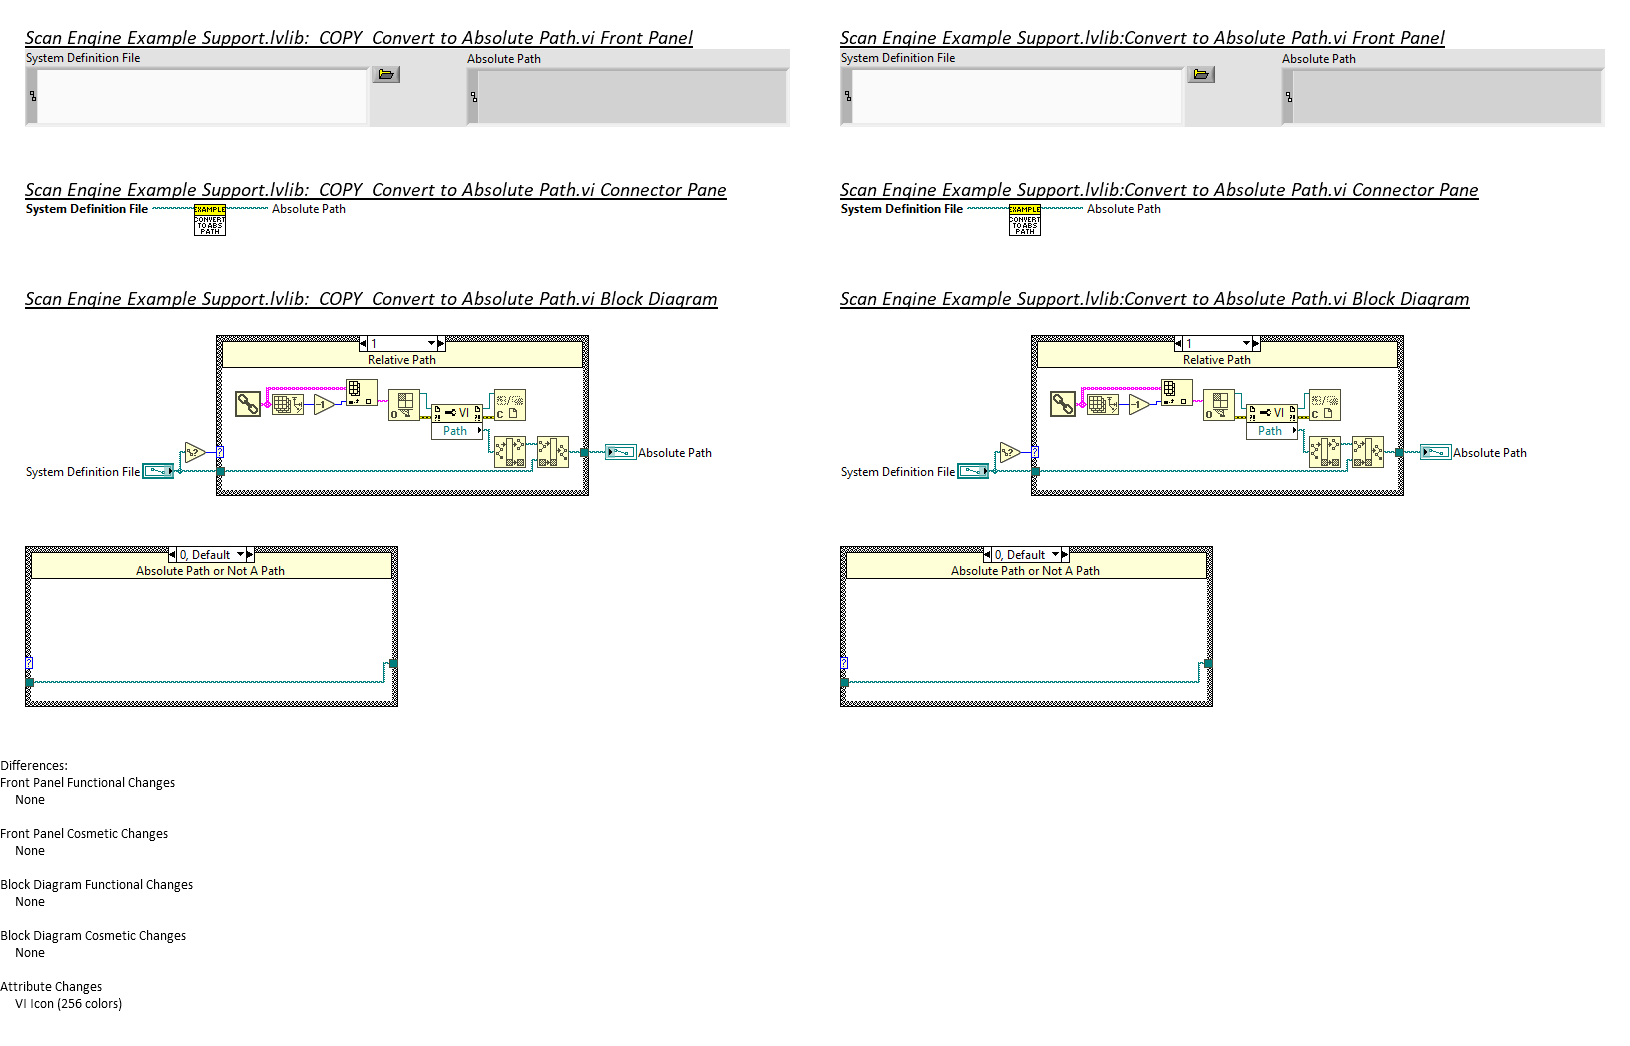 Scan Engine Example Support.lvlib:  COPY  Convert to Absolute Path.vi Front Panel
System Definition File
Absolute Path
Scan Engine Example Support.lvlib:  COPY  Convert to Absolute Path.vi Connector Pane
System Definition File
EXAMPLE
CONVERT
TO ABS
PATH
Absolute Path
Scan Engine Example Support.lvlib:  COPY  Convert to Absolute Path.vi Block Diagram
1
Relative Path
-1
0
VI
C
Path
?
?
System Definition File
Absolute Path
0, Default
Absolute Path or Not A Path
?
Scan Engine Example Support.lvlib:Convert to Absolute Path.vi Front Panel
System Definition File
Absolute Path
Scan Engine Example Support.lvlib:Convert to Absolute Path.vi Connector Pane
System Definition File
EXAMPLE
CONVERT
TO ABS
PATH
Absolute Path
Scan Engine Example Support.lvlib:Convert to Absolute Path.vi Block Diagram
1
Relative Path
-1
0
VI
C
Path
?
?
System Definition File
Absolute Path
0, Default
Absolute Path or Not A Path
?
Differences:
Front Panel Functional Changes
None
Front Panel Cosmetic Changes
None
Block Diagram Functional Changes
None
Block Diagram Cosmetic Changes
None
Attribute Changes
VI Icon (256 colors)